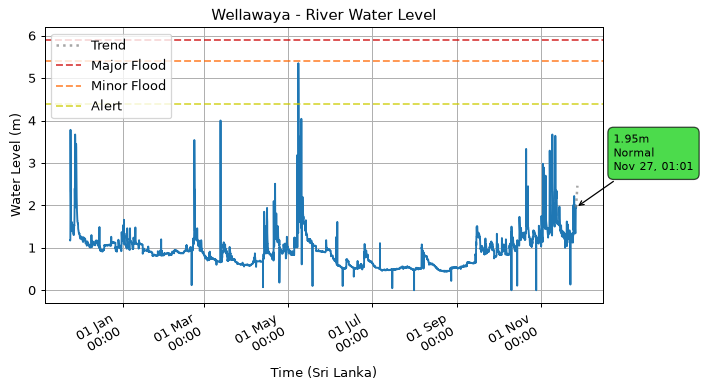 Wellawaya - River Water Level
Trend
Major Flood
Minor Flood
Alert
Water Level (m)
6
5
4
3
2
1
0
1.95m
Normal
Nov 27, 01:01
01 Jan
00:00
01 Mar
00:00
01 May
00:00
01 Jul
00:00
01 Sep
00:00
01 Nov
00:00
Time (Sri Lanka)